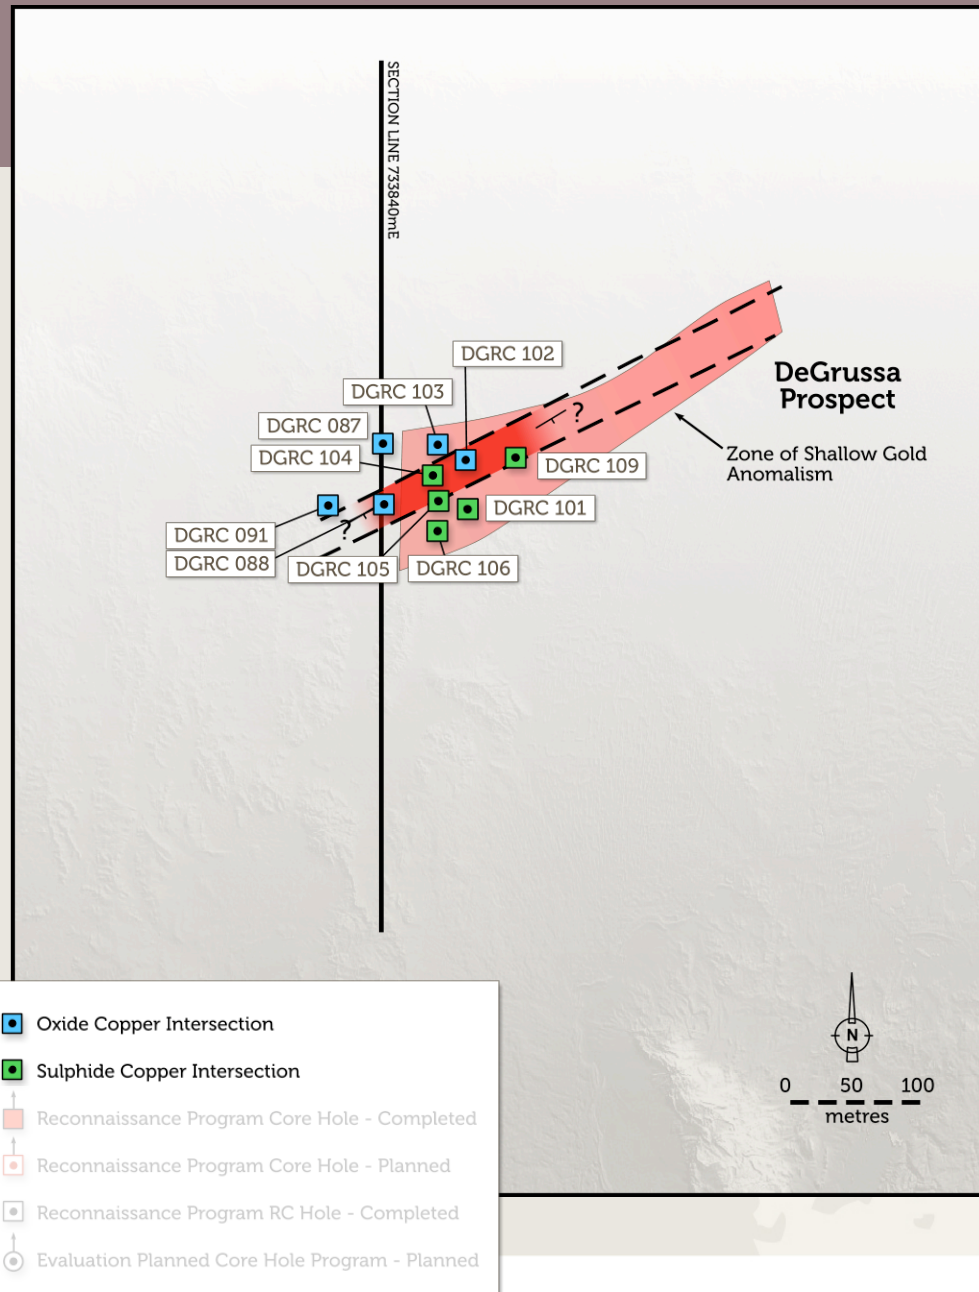 SECTION LINE 733840mE
DGRC 102
DGRC 103
DGRC 087
DGRC 104
DGRC 109
DGRC 101
DGRC 091
DGRC 088
DGRC 105
DGRC 106
?
?
DeGrussa
Prospect
Zone of Shallow Gold
Anomalism
N
0 50 100
metres
Oxide Copper Intersection
Sulphide Copper Intersection
Reconnaissance Program Core Hole - Completed
Reconnaissance Program Core Hole - Planned
Reconnaissance Program RC Hole - Completed
Evaluation Planned Core Hole Program - Planned